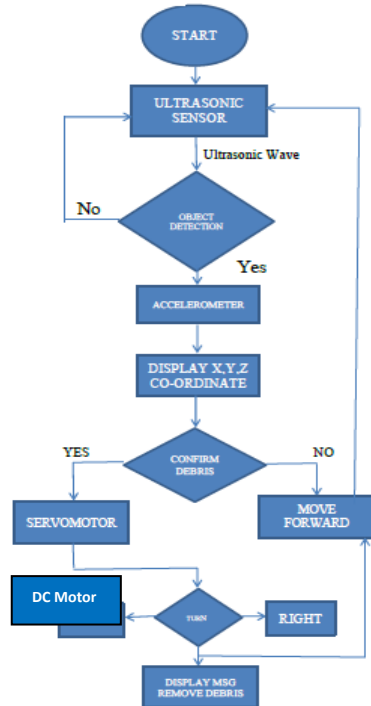 START
ULTRASONIC
SENSOR
Ultrasonic Wave
No
OBJECT
DETECTION
Yes
ACCELEROMETER
DISPLAY X,Y,Z
CO-ORDINATE
YES
CONFIRM
DEBRIS
NO
SERVOMOTOR
MOVE
FORWARD
DC Motor
TURN
RIGHT
DISPLAY MSG
REMOVE DEBRIS